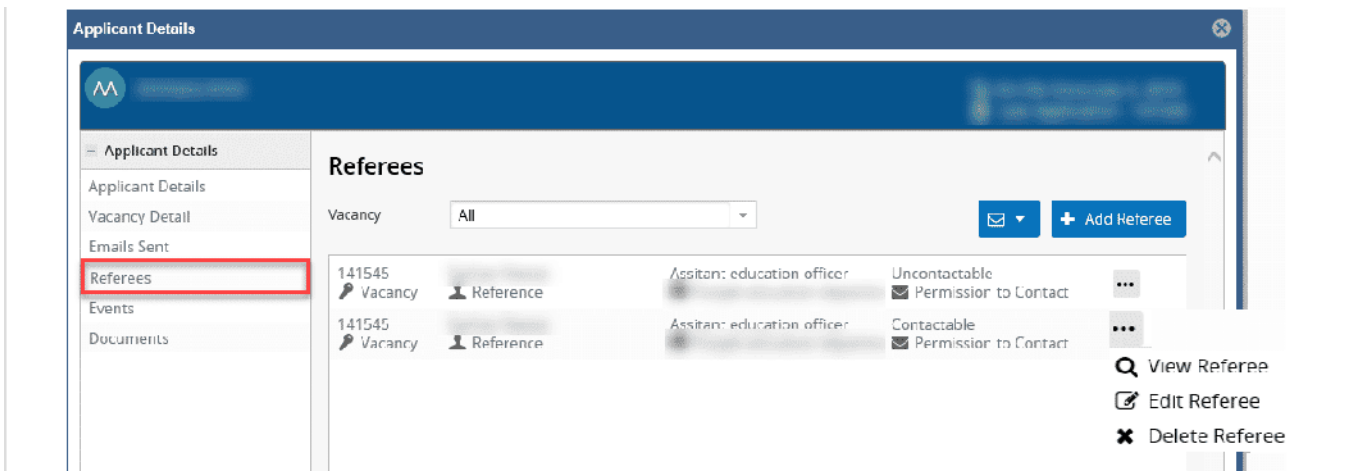 Applicant Details
Applicant Details
Applicant Details
Vacancy Detail
Emails Sent
Referees
Events
Documents
Referees
Vacancy All
Add Referee
141545 Assitant education officer Uncontactable
Vacancy Reference Permission to Contact
141545 Assitant education officer Contactable
Vacancy Reference Permission to Contact
View Referee
Edit Referee
Delete Referee